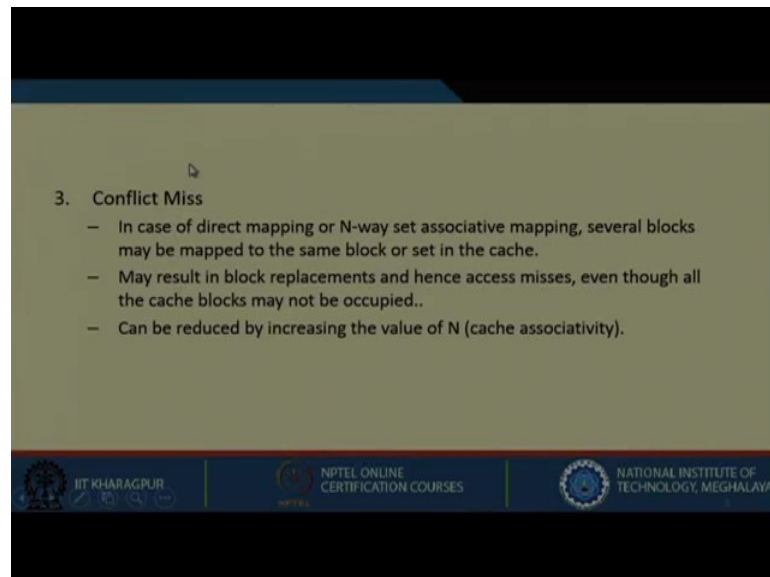 3. Conflict Miss
– In case of direct mapping or N-way set associative mapping, several blocks
may be mapped to the same block or set in the cache.
– May result in block replacements and hence access misses, even though all
the cache blocks may not be occupied..
– Can be reduced by increasing the value of N (cache associativity).
IIT KHARAGPUR
NPTEL
NPTEL ONLINE
CERTIFICATION COURSES
NATIONAL INSTITUTE OF
TECHNOLOGY, MEGHALAYA